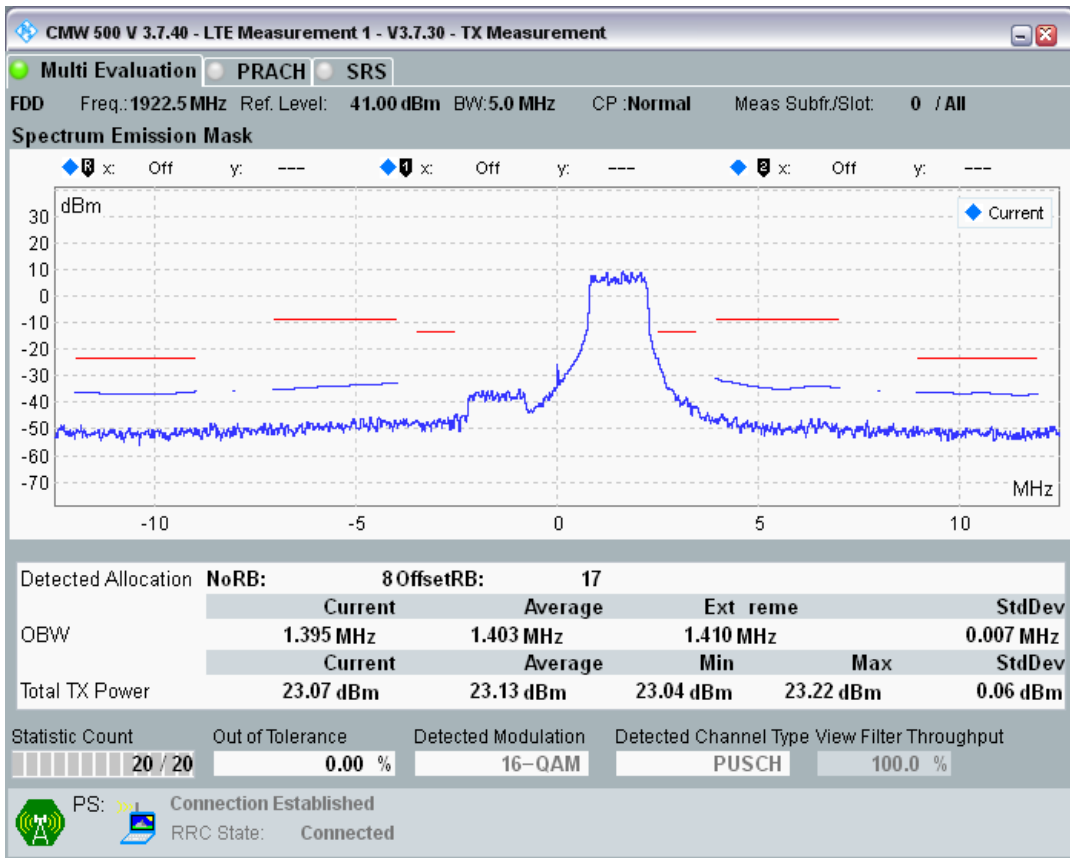 CMW 500 V 3.7.40 - LTE Measurement 1 - V3.7.30 - TX Measurement
Multi Evaluation PRACH SRS
FDD Freq.: 1922.5 MHz Ref. Level: 41.00 dBm BW: 5.0 MHz CP : Normal Meas Subfr./Slot: 0 / All
Spectrum Emission Mask
R x: Off y: --- 1 x: Off y: --- 2 x: Off y: ---
dBm
Current
30
20
10
0
-10
-20
-30
-40
-50
-60
-70
MHz
-10 -5 0 5 10
Detected Allocation NoRB: 8 OffsetRB: 17
Current Average Ext reme StdDev
OBW 1.395 MHz 1.403 MHz 1.410 MHz 0.007 MHz
Current Average Min Max StdDev
Total TX Power 23.07 dBm 23.13 dBm 23.04 dBm 23.22 dBm 0.06 dBm
Statistic Count Out of Tolerance Detected Modulation Detected Channel Type View Filter Throughput
20 / 20 0.00 % 16-QAM PUSCH 100.0 %
PS: Connection Established
RRC State: Connected